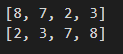 [8, 7, 2, 3]
[2, 3, 7, 8]